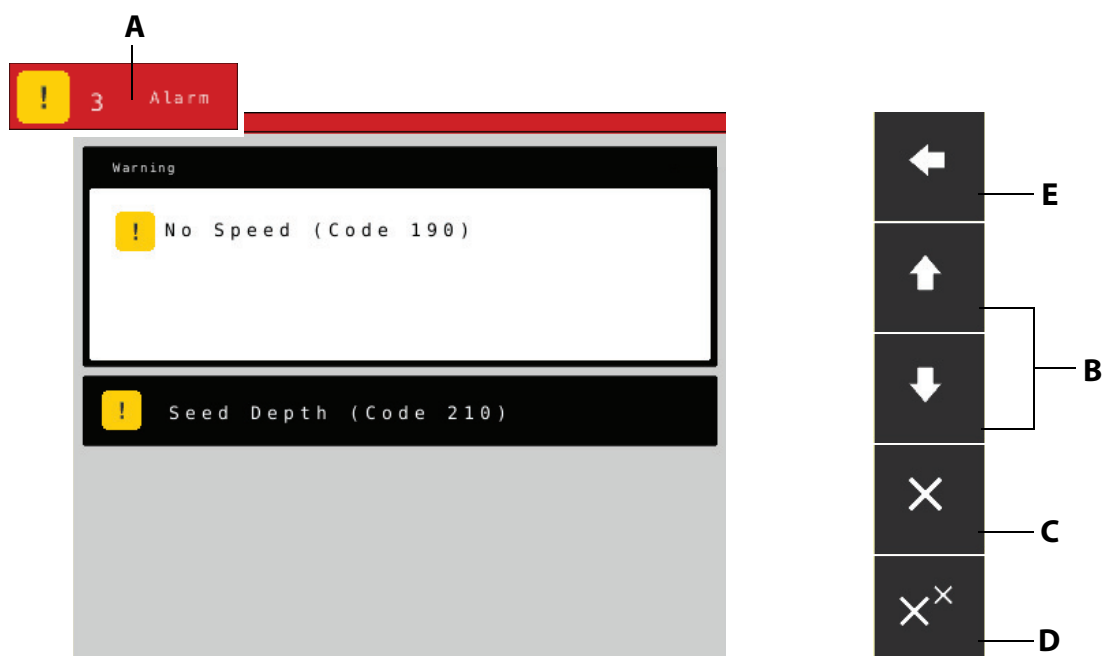 A
! 3 Alarm
Warning
! No Speed (Code 190)
! Seed Depth (Code 210)
E
B
C
D